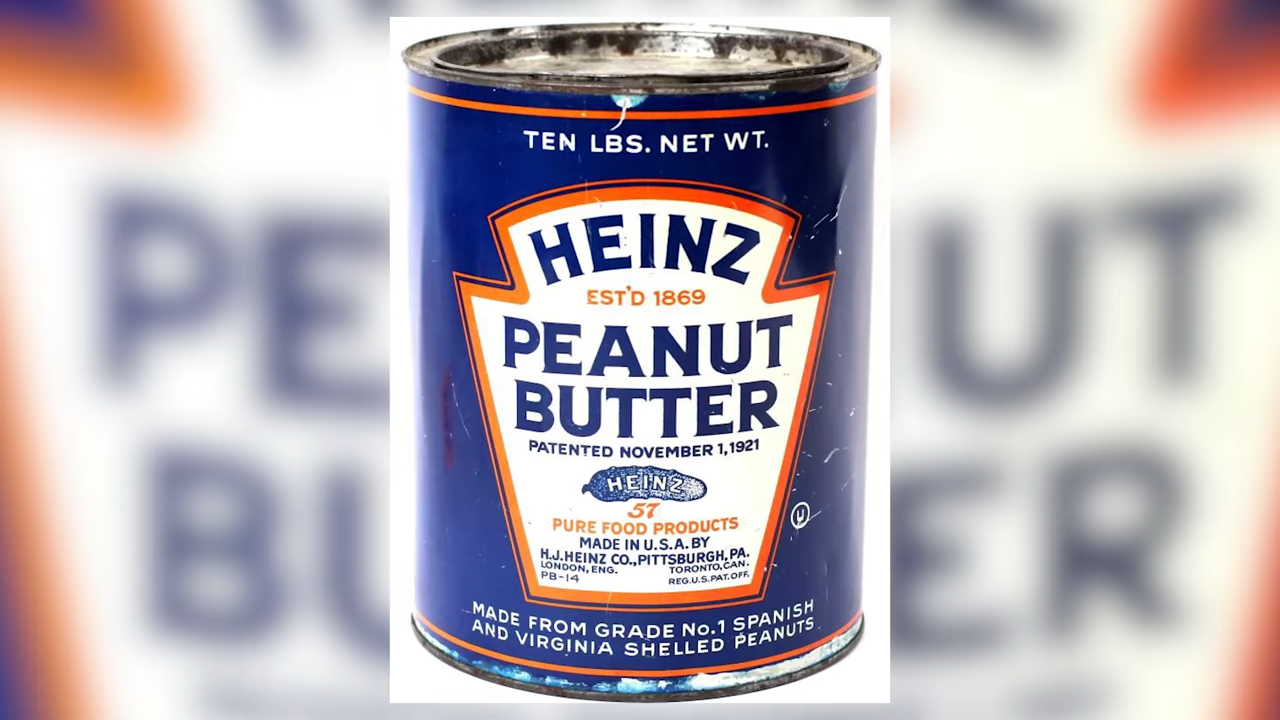 TEN LBS. NET WT.
HEINZ
EST'D 1869
PEANUT
BUTTER
PATENTED NOVEMBER 1, 1921
HEINZ
57
PURE FOOD PRODUCTS
MADE IN U.S.A. BY
H.J. HEINZ CO., PITTSBURGH, PA.
LONDON, ENG. TORONTO, CAN.
PB-14 REG. U.S. PAT. OFF.
U
MADE FROM GRADE No. 1 SPANISH
AND VIRGINIA SHELLED PEANUTS